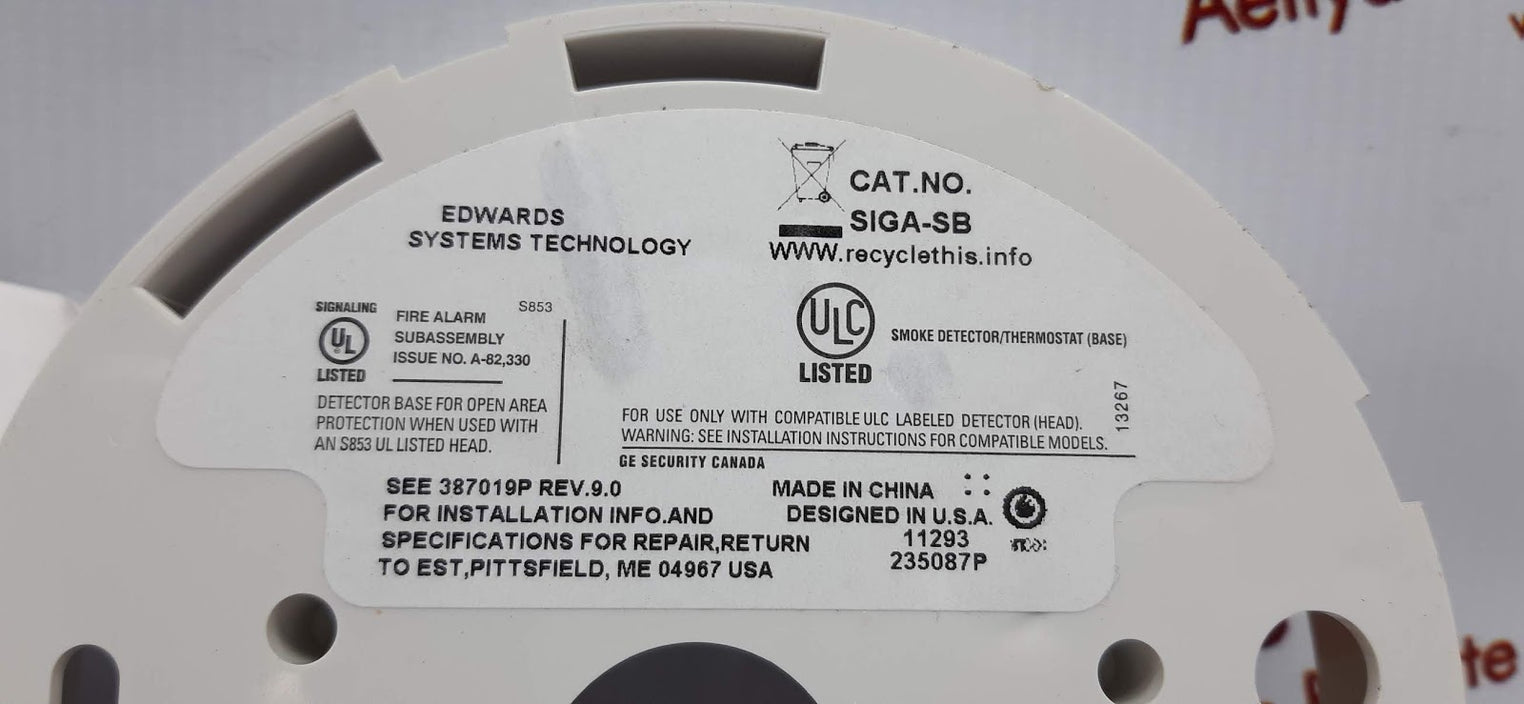 EDWARDS
SYSTEMS TECHNOLOGY
CAT.NO.
SIGA-SB
WWW.recyclethis.info
SIGNALING
UL
LISTED
FIRE ALARM
SUBASSEMBLY
ISSUE NO. A-82,330
S853
DETECTOR BASE FOR OPEN AREA
PROTECTION WHEN USED WITH
AN S853 UL LISTED HEAD.
ULC
LISTED
SMOKE DETECTOR/THERMOSTAT (BASE)
13267
FOR USE ONLY WITH COMPATIBLE ULC LABELED DETECTOR (HEAD).
WARNING: SEE INSTALLATION INSTRUCTIONS FOR COMPATIBLE MODELS.
GE SECURITY CANADA
SEE 387019P REV.9.0
FOR INSTALLATION INFO.AND
SPECIFICATIONS FOR REPAIR,RETURN
TO EST,PITTSFIELD, ME 04967 USA
MADE IN CHINA
DESIGNED IN U.S.A.
11293
235087P